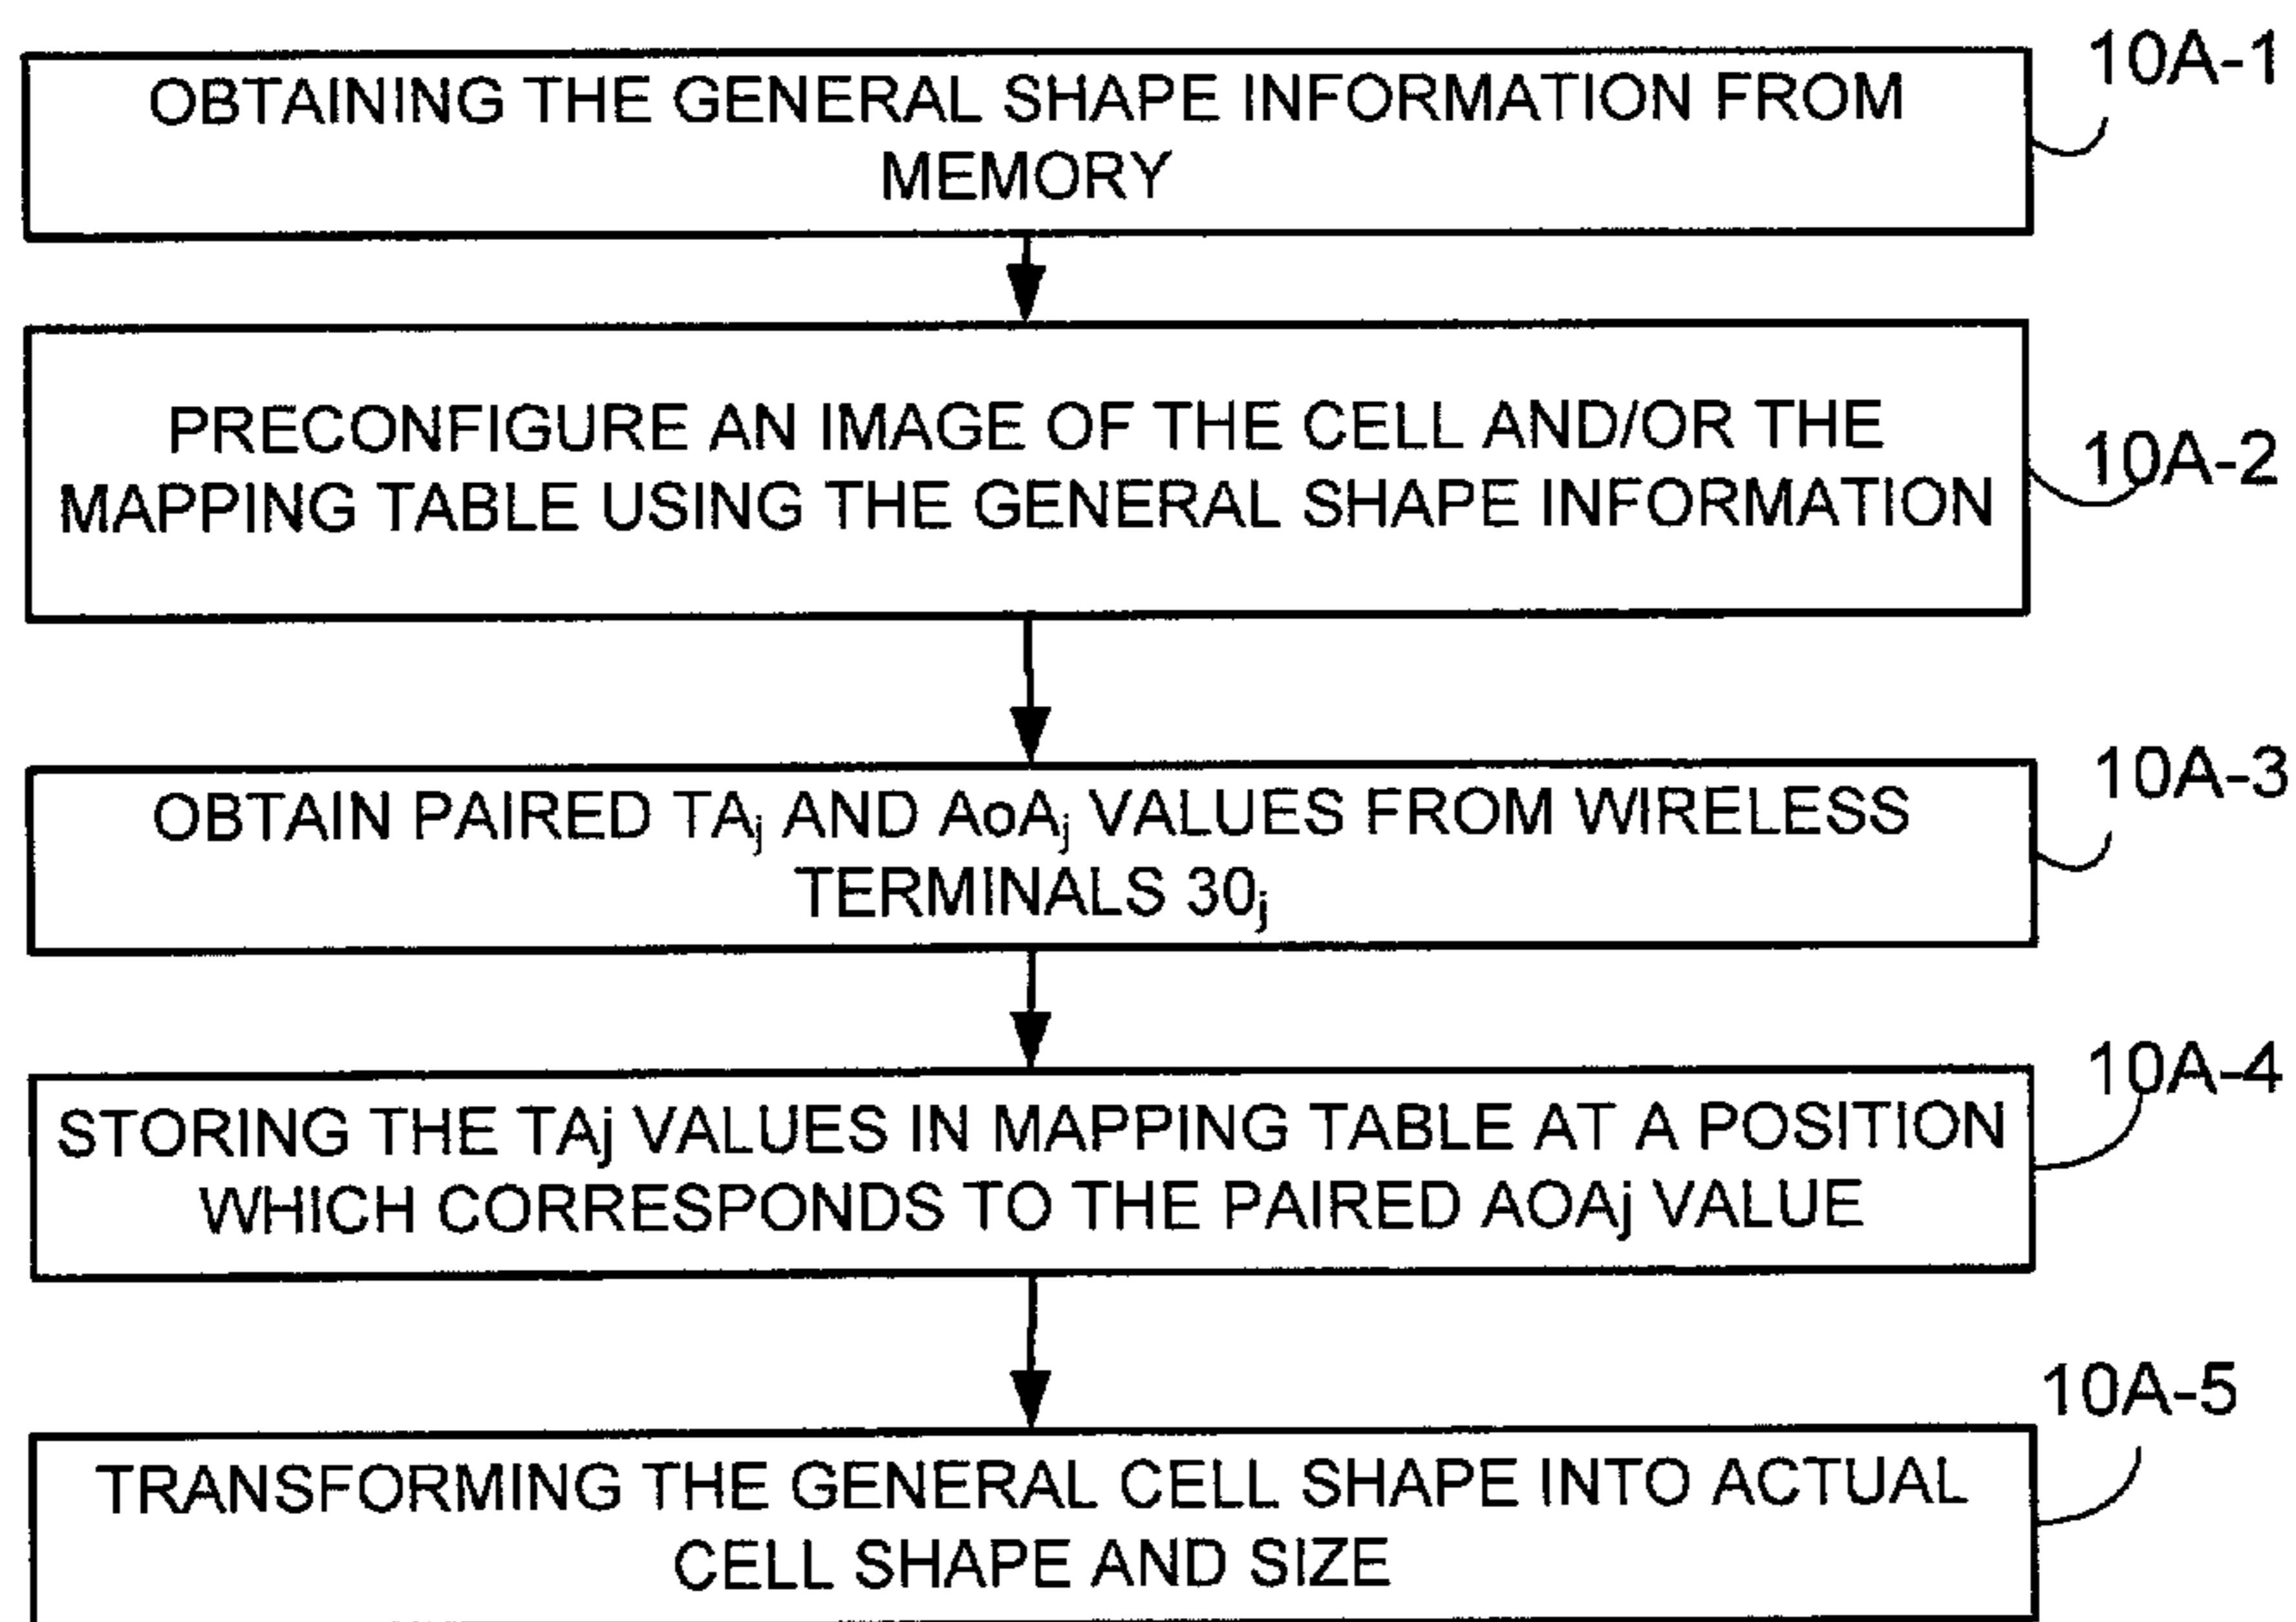 10A-1
OBTAINING THE GENERAL SHAPE INFORMATION FROM
MEMORY
10A-2
PRECONFIGURE AN IMAGE OF THE CELL AND/OR THE
MAPPING TABLE USING THE GENERAL SHAPE INFORMATION
10A-3
OBTAIN PAIRED TAj AND AoAj VALUES FROM WIRELESS
TERMINALS 30j
10A-4
STORING THE TAj VALUES IN MAPPING TABLE AT A POSITION
WHICH CORRESPONDS TO THE PAIRED AOAj VALUE
10A-5
TRANSFORMING THE GENERAL CELL SHAPE INTO ACTUAL
CELL SHAPE AND SIZE